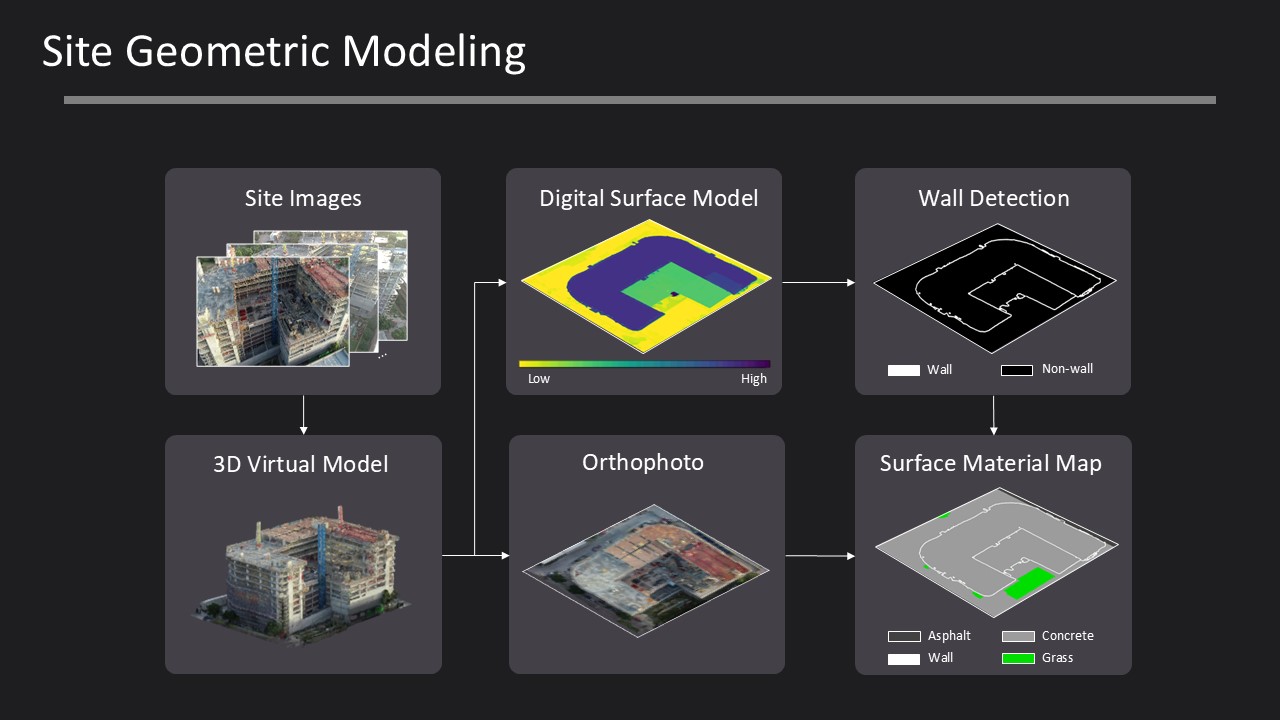 Site Geometric Modeling
Site Images
...
Digital Surface Model
Low
High
Wall Detection
Wall
Non-wall
3D Virtual Model
Orthophoto
Surface Material Map
Asphalt
Concrete
Wall
Grass